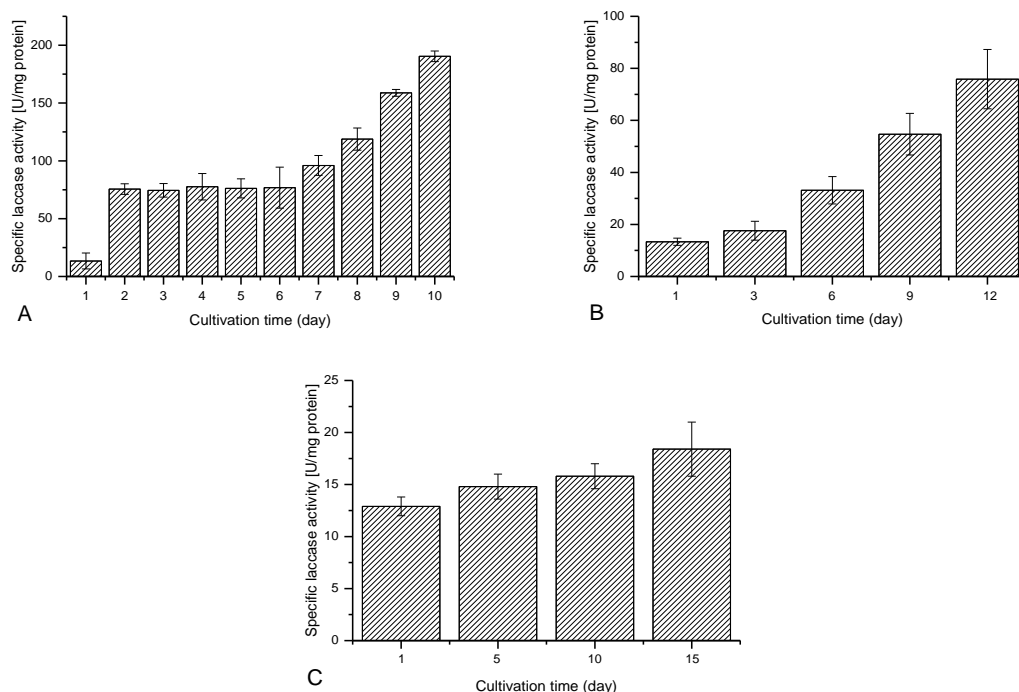 Specific laccase activity [U/mg protein]
200
150
100
50
0
1 2 3 4 5 6 7 8 9 10
Cultivation time (day)
A
Specific laccase activity [U/mg protein]
100
80
60
40
20
0
1 3 6 9 12
Cultivation time (day)
B
Specific laccase activity [U/mg protein]
25
20
15
10
5
0
1 5 10 15
Cultivation time (day)
C